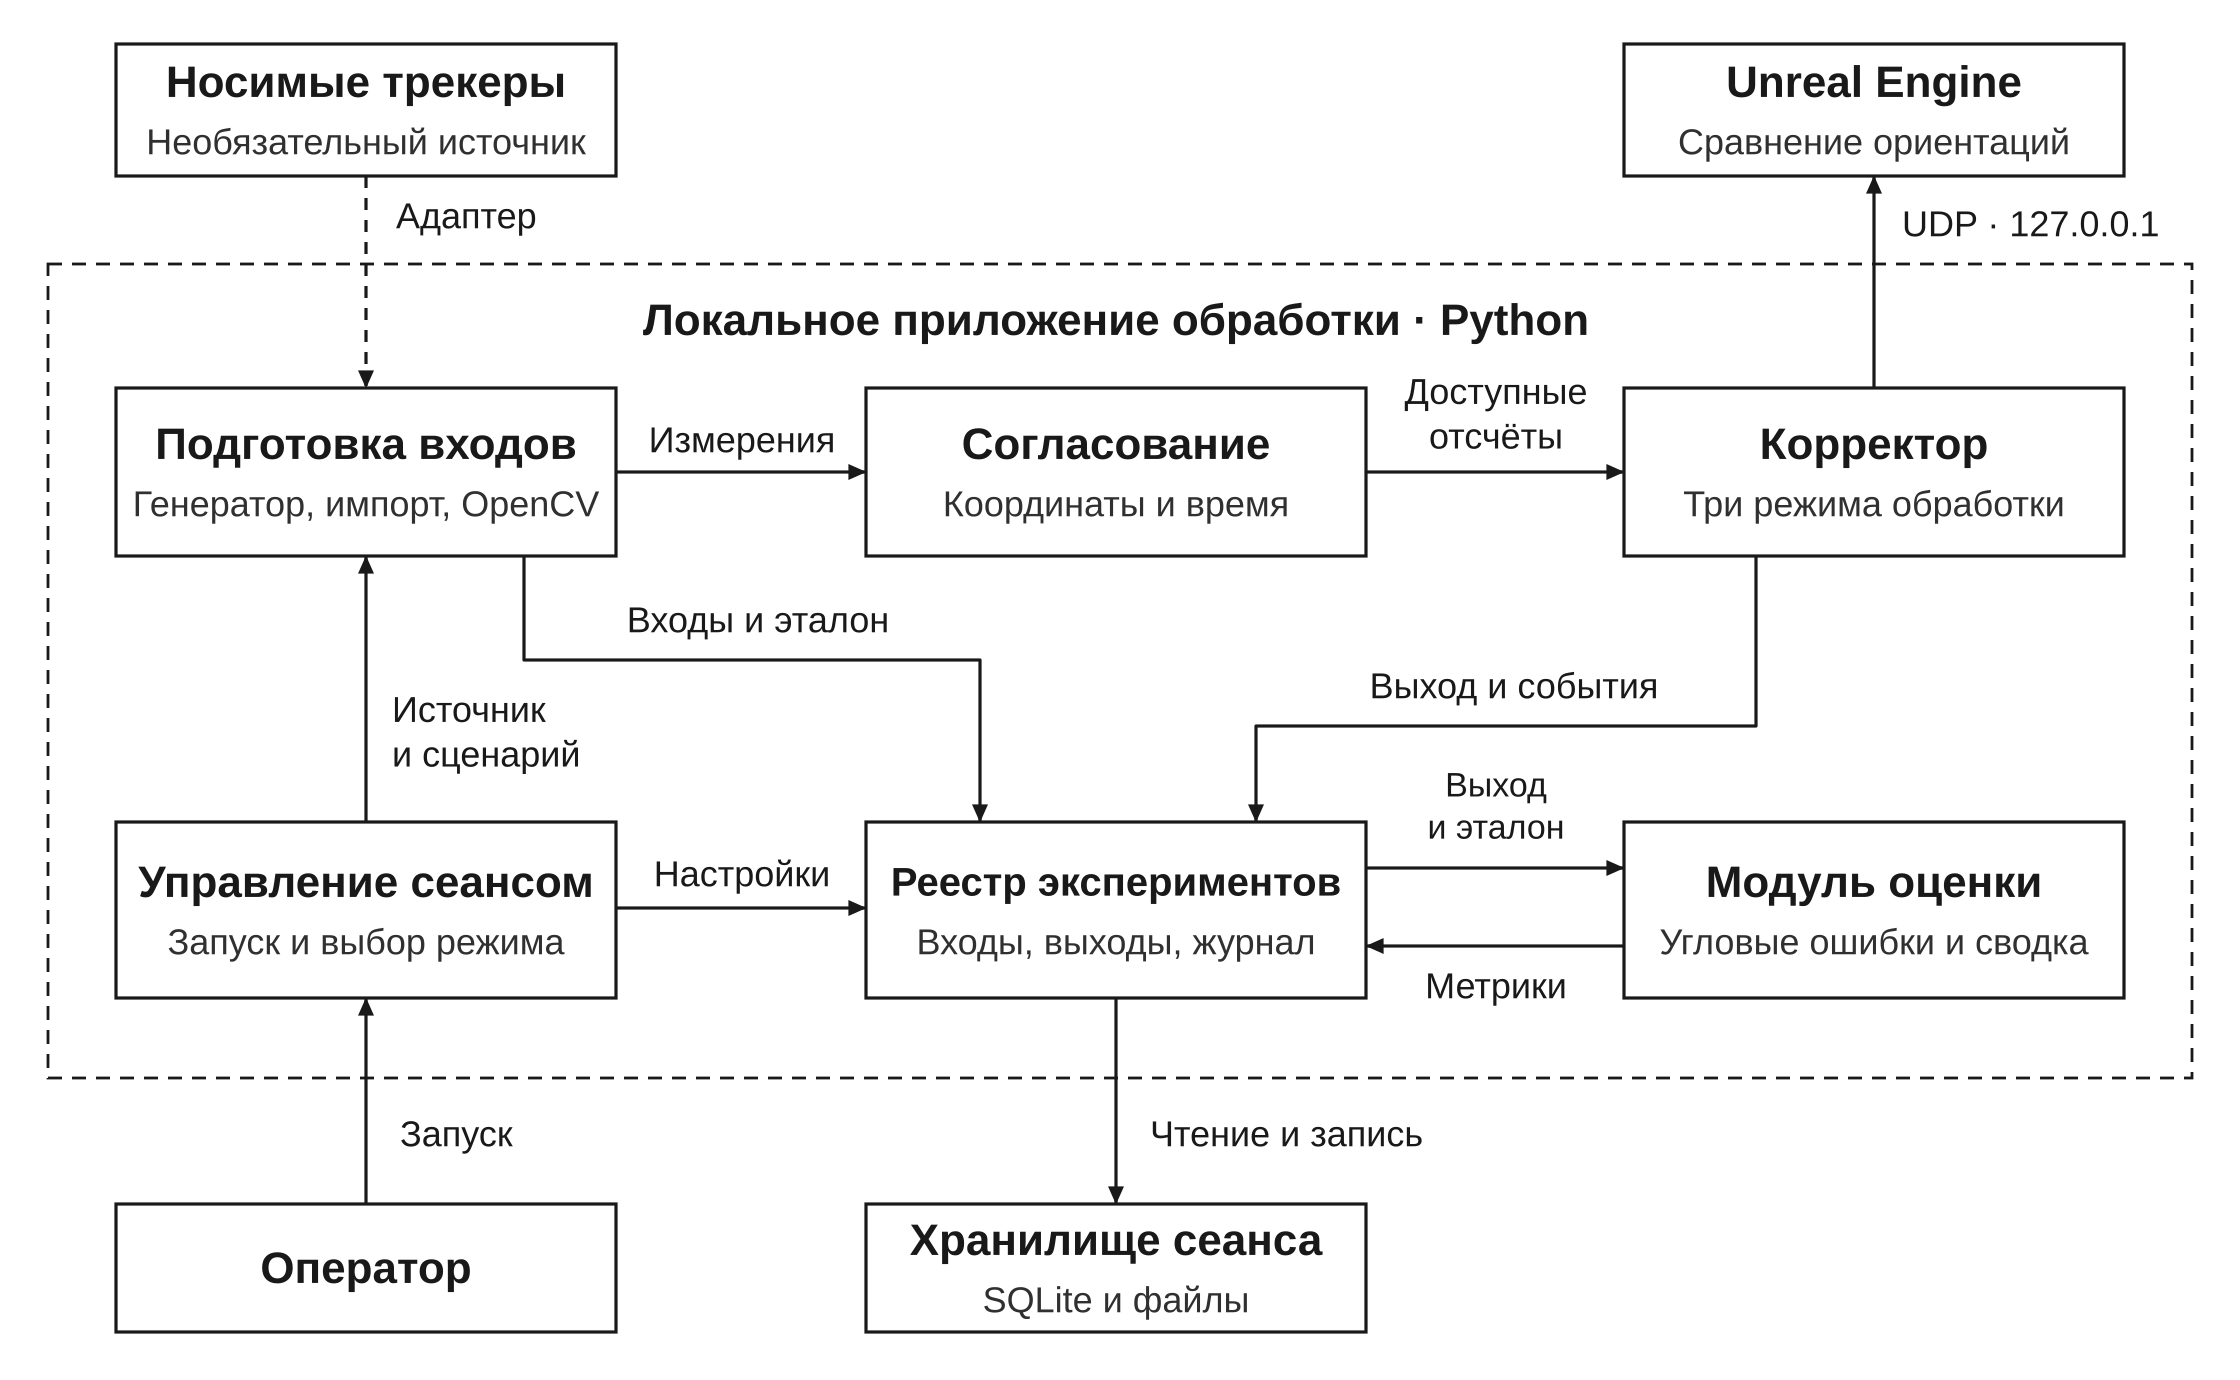 Носимые трекеры
Необязательный источник
Unreal Engine
Сравнение ориентаций
Адаптер
UDP · 127.0.0.1
Локальное приложение обработки · Python
Подготовка входов
Генератор, импорт, OpenCV
Измерения
Согласование
Координаты и время
Доступные
отсчёты
Корректор
Три режима обработки
Входы и эталон
Выход и события
Источник
и сценарий
Управление сеансом
Запуск и выбор режима
Настройки
Реестр экспериментов
Входы, выходы, журнал
Выход
и эталон
Метрики
Модуль оценки
Угловые ошибки и сводка
Запуск
Чтение и запись
Оператор
Хранилище сеанса
SQLite и файлы